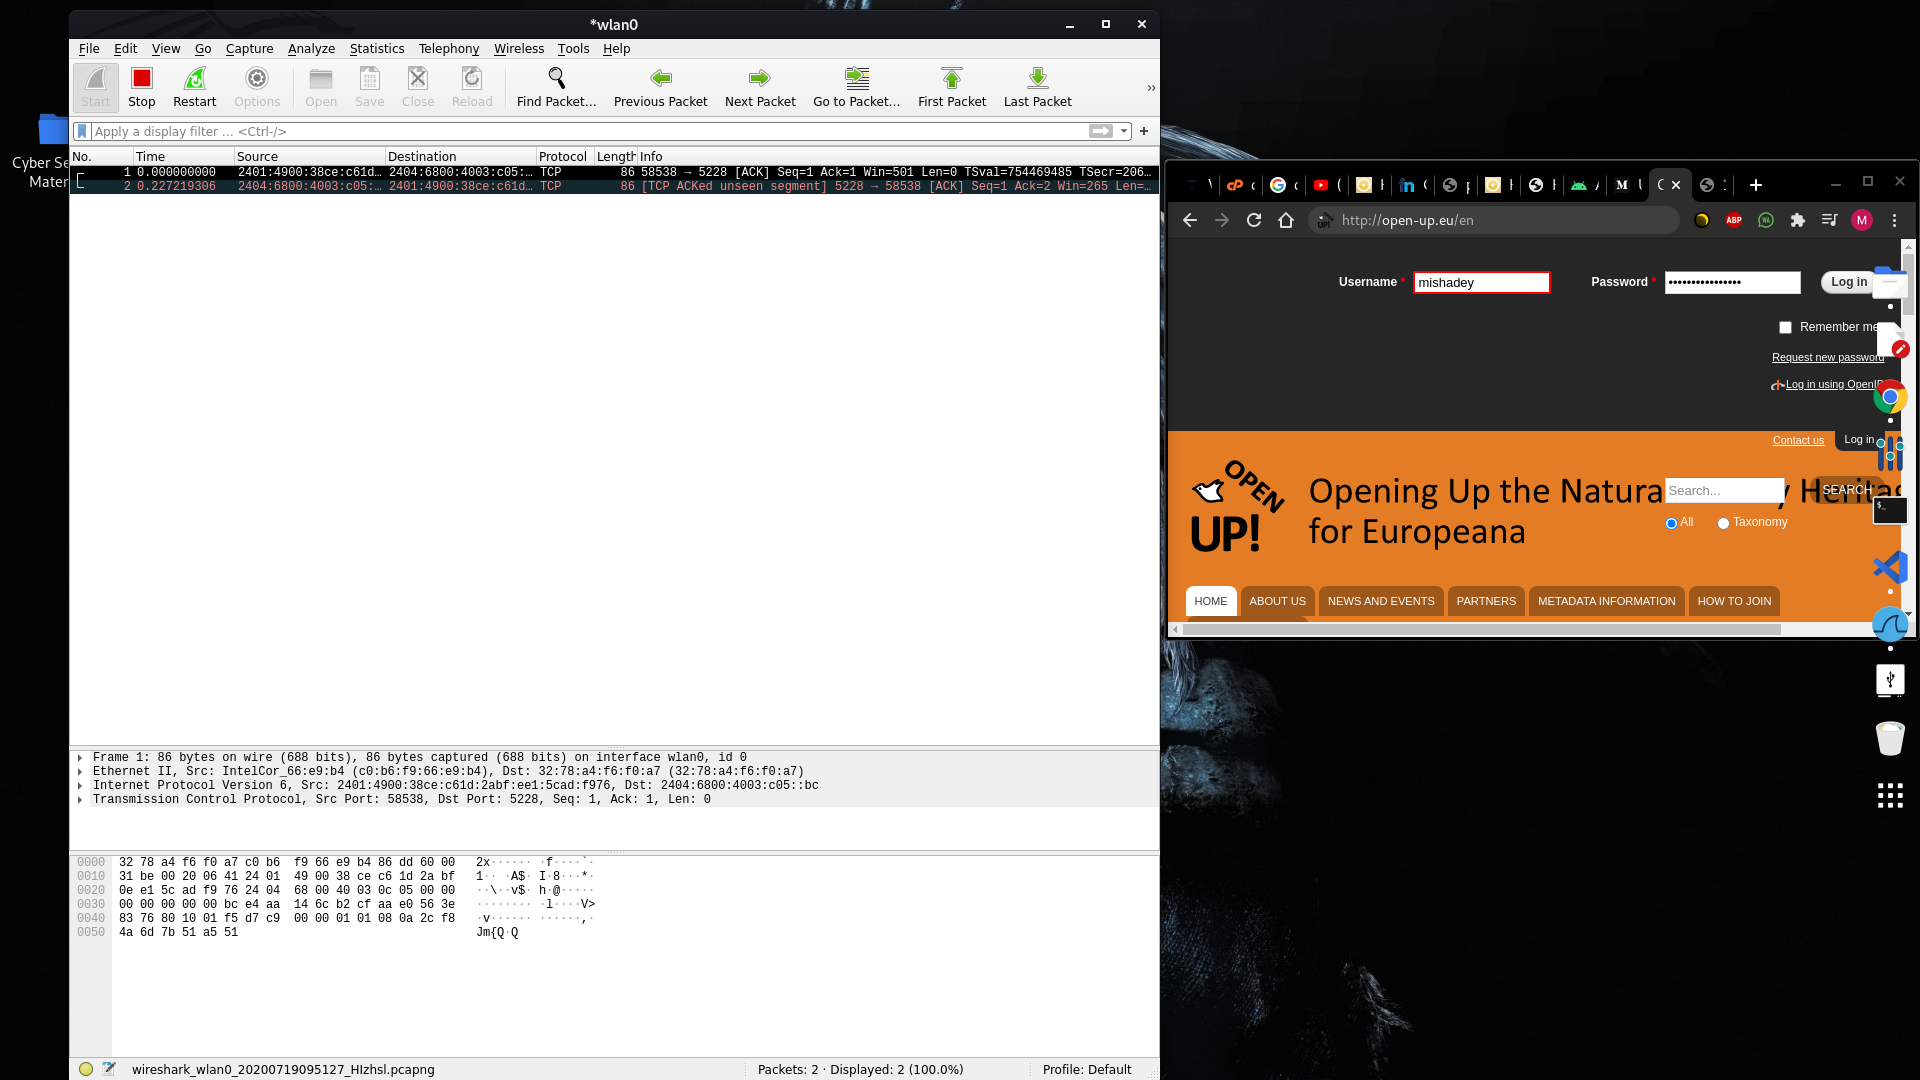 *wlan0
File Edit View Go Capture Analyze Statistics Telephony Wireless Tools Help
Start Stop Restart Options Open Save Close Reload Find Packet... Previous Packet Next Packet Go to Packet... First Packet Last Packet »
Apply a display filter ... <Ctrl-/>
No. Time Source Destination Protocol Length Info
1 0.000000000 2401:4900:38ce:c61d… 2404:6800:4003:c05:… TCP 86 58538 → 5228 [ACK] Seq=1 Ack=1 Win=501 Len=0 TSval=754469485 TSecr=206…
2 0.227219306 2404:6800:4003:c05:… 2401:4900:38ce:c61d… TCP 86 [TCP ACKed unseen segment] 5228 → 58538 [ACK] Seq=1 Ack=2 Win=265 Len=…
Frame 1: 86 bytes on wire (688 bits), 86 bytes captured (688 bits) on interface wlan0, id 0
Ethernet II, Src: IntelCor_66:e9:b4 (c0:b6:f9:66:e9:b4), Dst: 32:78:a4:f6:f0:a7 (32:78:a4:f6:f0:a7)
Internet Protocol Version 6, Src: 2401:4900:38ce:c61d:2abf:ee1:5cad:f976, Dst: 2404:6800:4003:c05::bc
Transmission Control Protocol, Src Port: 58538, Dst Port: 5228, Seq: 1, Ack: 1, Len: 0
0000 32 78 a4 f6 f0 a7 c0 b6 f9 66 e9 b4 86 dd 60 00 2x······ ·f····`·
0010 31 be 00 20 06 41 24 01 49 00 38 ce c6 1d 2a bf 1·· ·A$· I·8···*·
0020 0e e1 5c ad f9 76 24 04 68 00 40 03 0c 05 00 00 ··\··v$· h·@·····
0030 00 00 00 00 00 bc e4 aa 14 6c b2 cf aa e0 56 3e ········ ·l····V>
0040 83 76 80 10 01 f5 d7 c9 00 00 01 01 08 0a 2c f8 ·v······ ······,·
0050 4a 6d 7b 51 a5 51 Jm{Q·Q
wireshark_wlan0_20200719095127_HIzhsl.pcapng Packets: 2 · Displayed: 2 (100.0%) Profile: Default
Cyber Se
Mater
http://open-up.eu/en ABP M
Username * mishadey Password * •••••••••••••••• Log in
Remember me
Request new password
Log in using OpenI
Contact us Log in
OPEN UP!
Opening Up the Natura y Heritag
for Europeana
Search... SEARCH
All Taxonomy
HOME ABOUT US NEWS AND EVENTS PARTNERS METADATA INFORMATION HOW TO JOIN